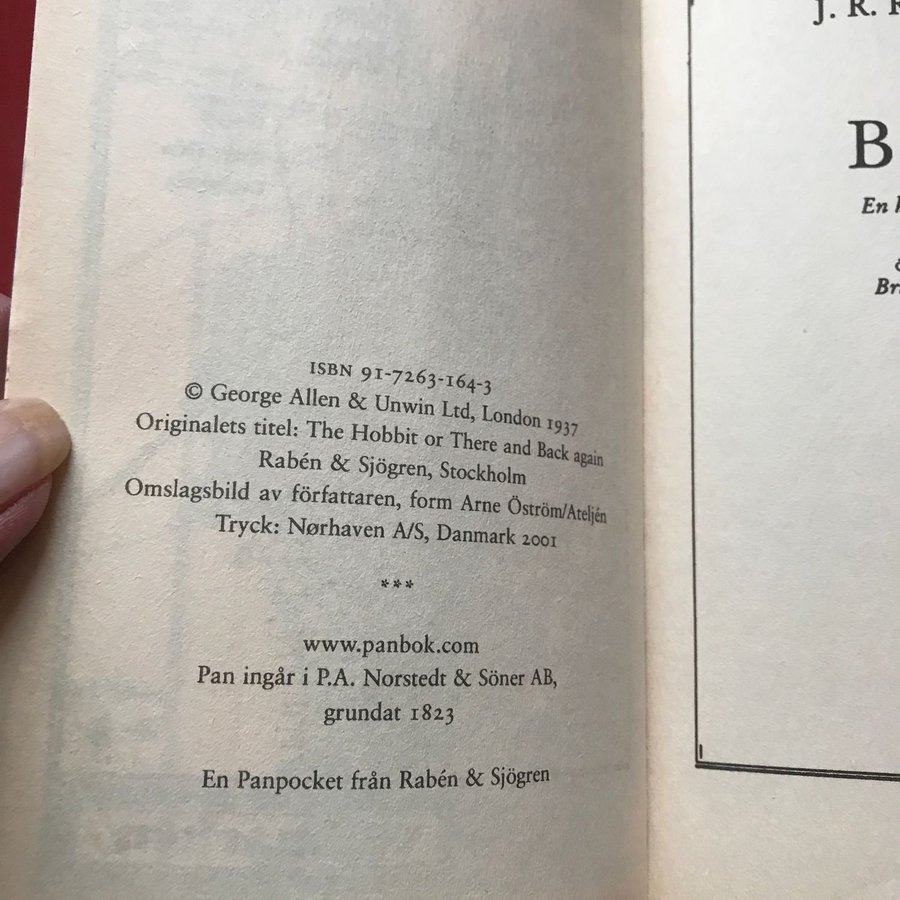 ISBN 91-7263-164-3
© George Allen & Unwin Ltd, London 1937
Originalets titel: The Hobbit or There and Back again
Rabén & Sjögren, Stockholm
Omslagsbild av författaren, form Arne Öström/Ateljén
Tryck: Nørhaven A/S, Danmark 2001
***
www.panbok.com
Pan ingår i P.A. Norstedt & Söner AB,
grundat 1823
En Panpocket från Rabén & Sjögren
J. R. R
B
En
Br